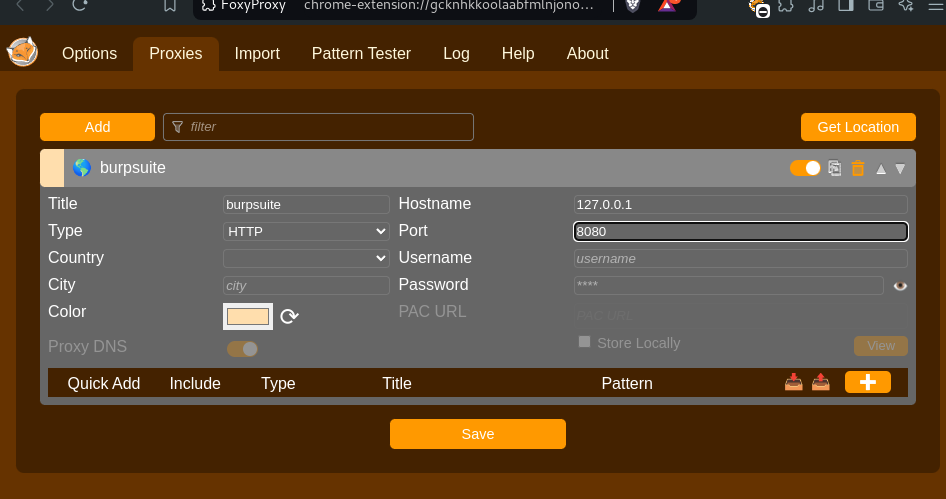 FoxyProxy chrome-extension://gcknhkkoolaabfmlnjono...
Options Proxies Import Pattern Tester Log Help About
Add filter Get Location
burpsuite
Title burpsuite Hostname 127.0.0.1
Type HTTP Port 8080
Country Username username
City city Password ****
Color PAC URL PAC URL
Proxy DNS Store Locally View
Quick Add Include Type Title Pattern
Save